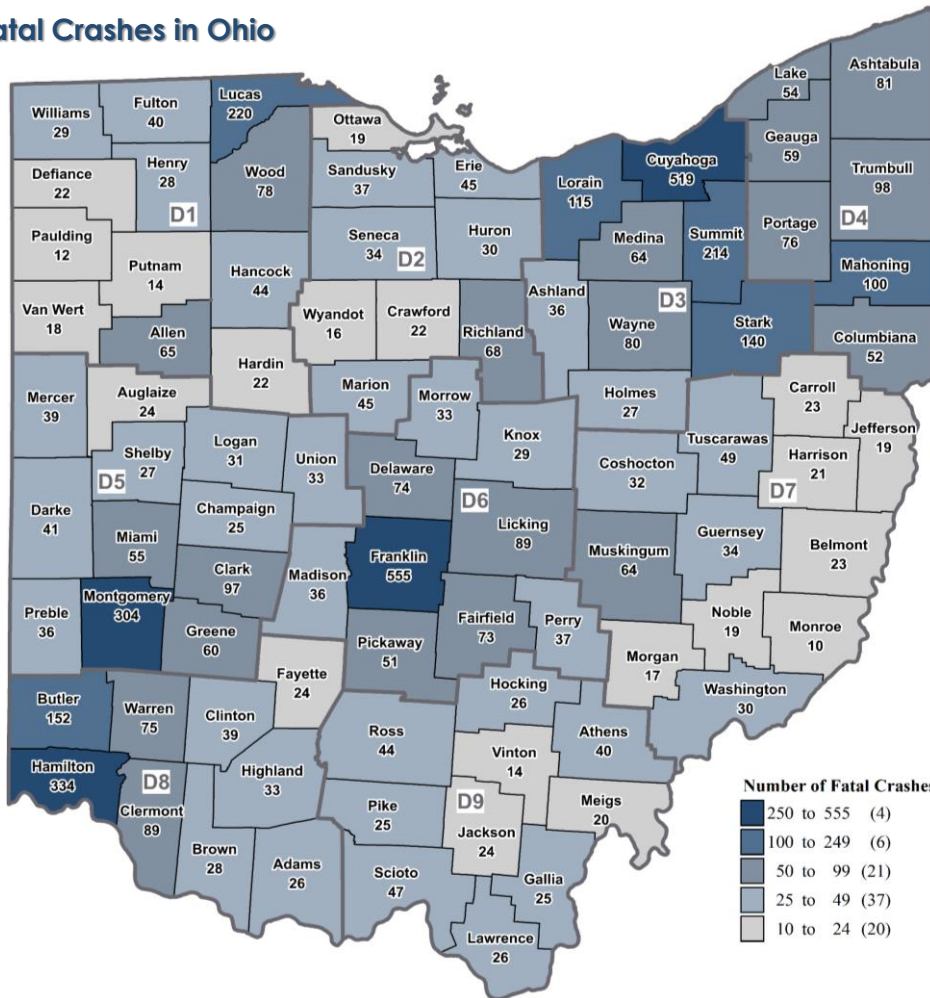 atal Crashes in Ohio
Williams
29
Fulton
40
Lucas
220
Ottawa
19
Lake
54
Ashtabula
81
Defiance
22
Henry
28
D1
Wood
78
Sandusky
37
Erie
45
Lorain
115
Cuyahoga
519
Geauga
59
Trumbull
98
D4
Paulding
12
Putnam
14
Hancock
44
Seneca
34
D2
Huron
30
Medina
64
Summit
214
Portage
76
Mahoning
100
Van Wert
18
Allen
65
Hardin
22
Wyandot
16
Crawford
22
Richland
68
Ashland
36
Wayne
80
D3
Stark
140
Columbiana
52
Mercer
39
Auglaize
24
Marion
45
Morrow
33
Holmes
27
Carroll
23
Jefferson
19
Shelby
27
D5
Logan
31
Union
33
Delaware
74
Knox
29
Coshocton
32
Tuscarawas
49
Harrison
21
D7
Darke
41
Miami
55
Champaign
25
D6
Licking
89
Muskingum
64
Guernsey
34
Belmont
23
Preble
36
Montgomery
304
Clark
97
Madison
36
Franklin
555
Greene
60
Pickaway
51
Fairfield
73
Perry
37
Morgan
17
Noble
19
Monroe
10
Butler
152
Warren
75
Clinton
39
Fayette
24
Ross
44
Hocking
26
Athens
40
Washington
30
Hamilton
334
D8
Clermont
89
Highland
33
Vinton
14
Meigs
20
Brown
28
Adams
26
Pike
25
D9
Jackson
24
Scioto
47
Gallia
25
Lawrence
26
Number of Fatal Crashes
250 to 555 (4)
100 to 249 (6)
50 to 99 (21)
25 to 49 (37)
10 to 24 (20)